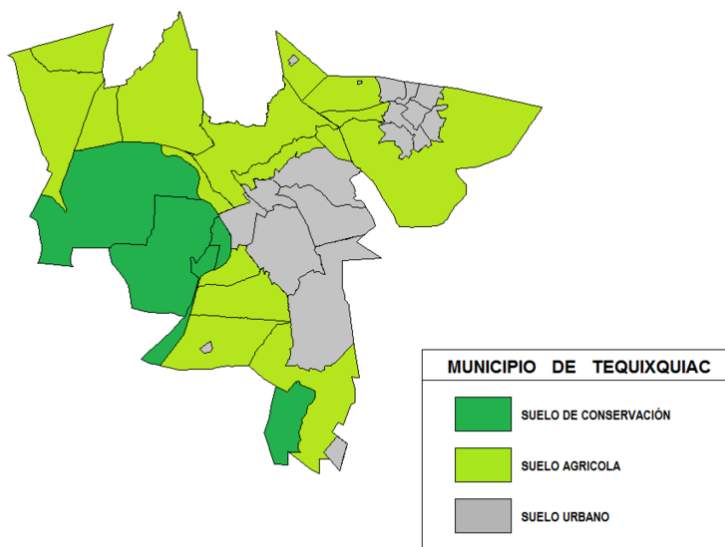 MUNICIPIO DE TEQUIXQUIAC
SUELO DE CONSERVACIÓN
SUELO AGRICOLA
SUELO URBANO